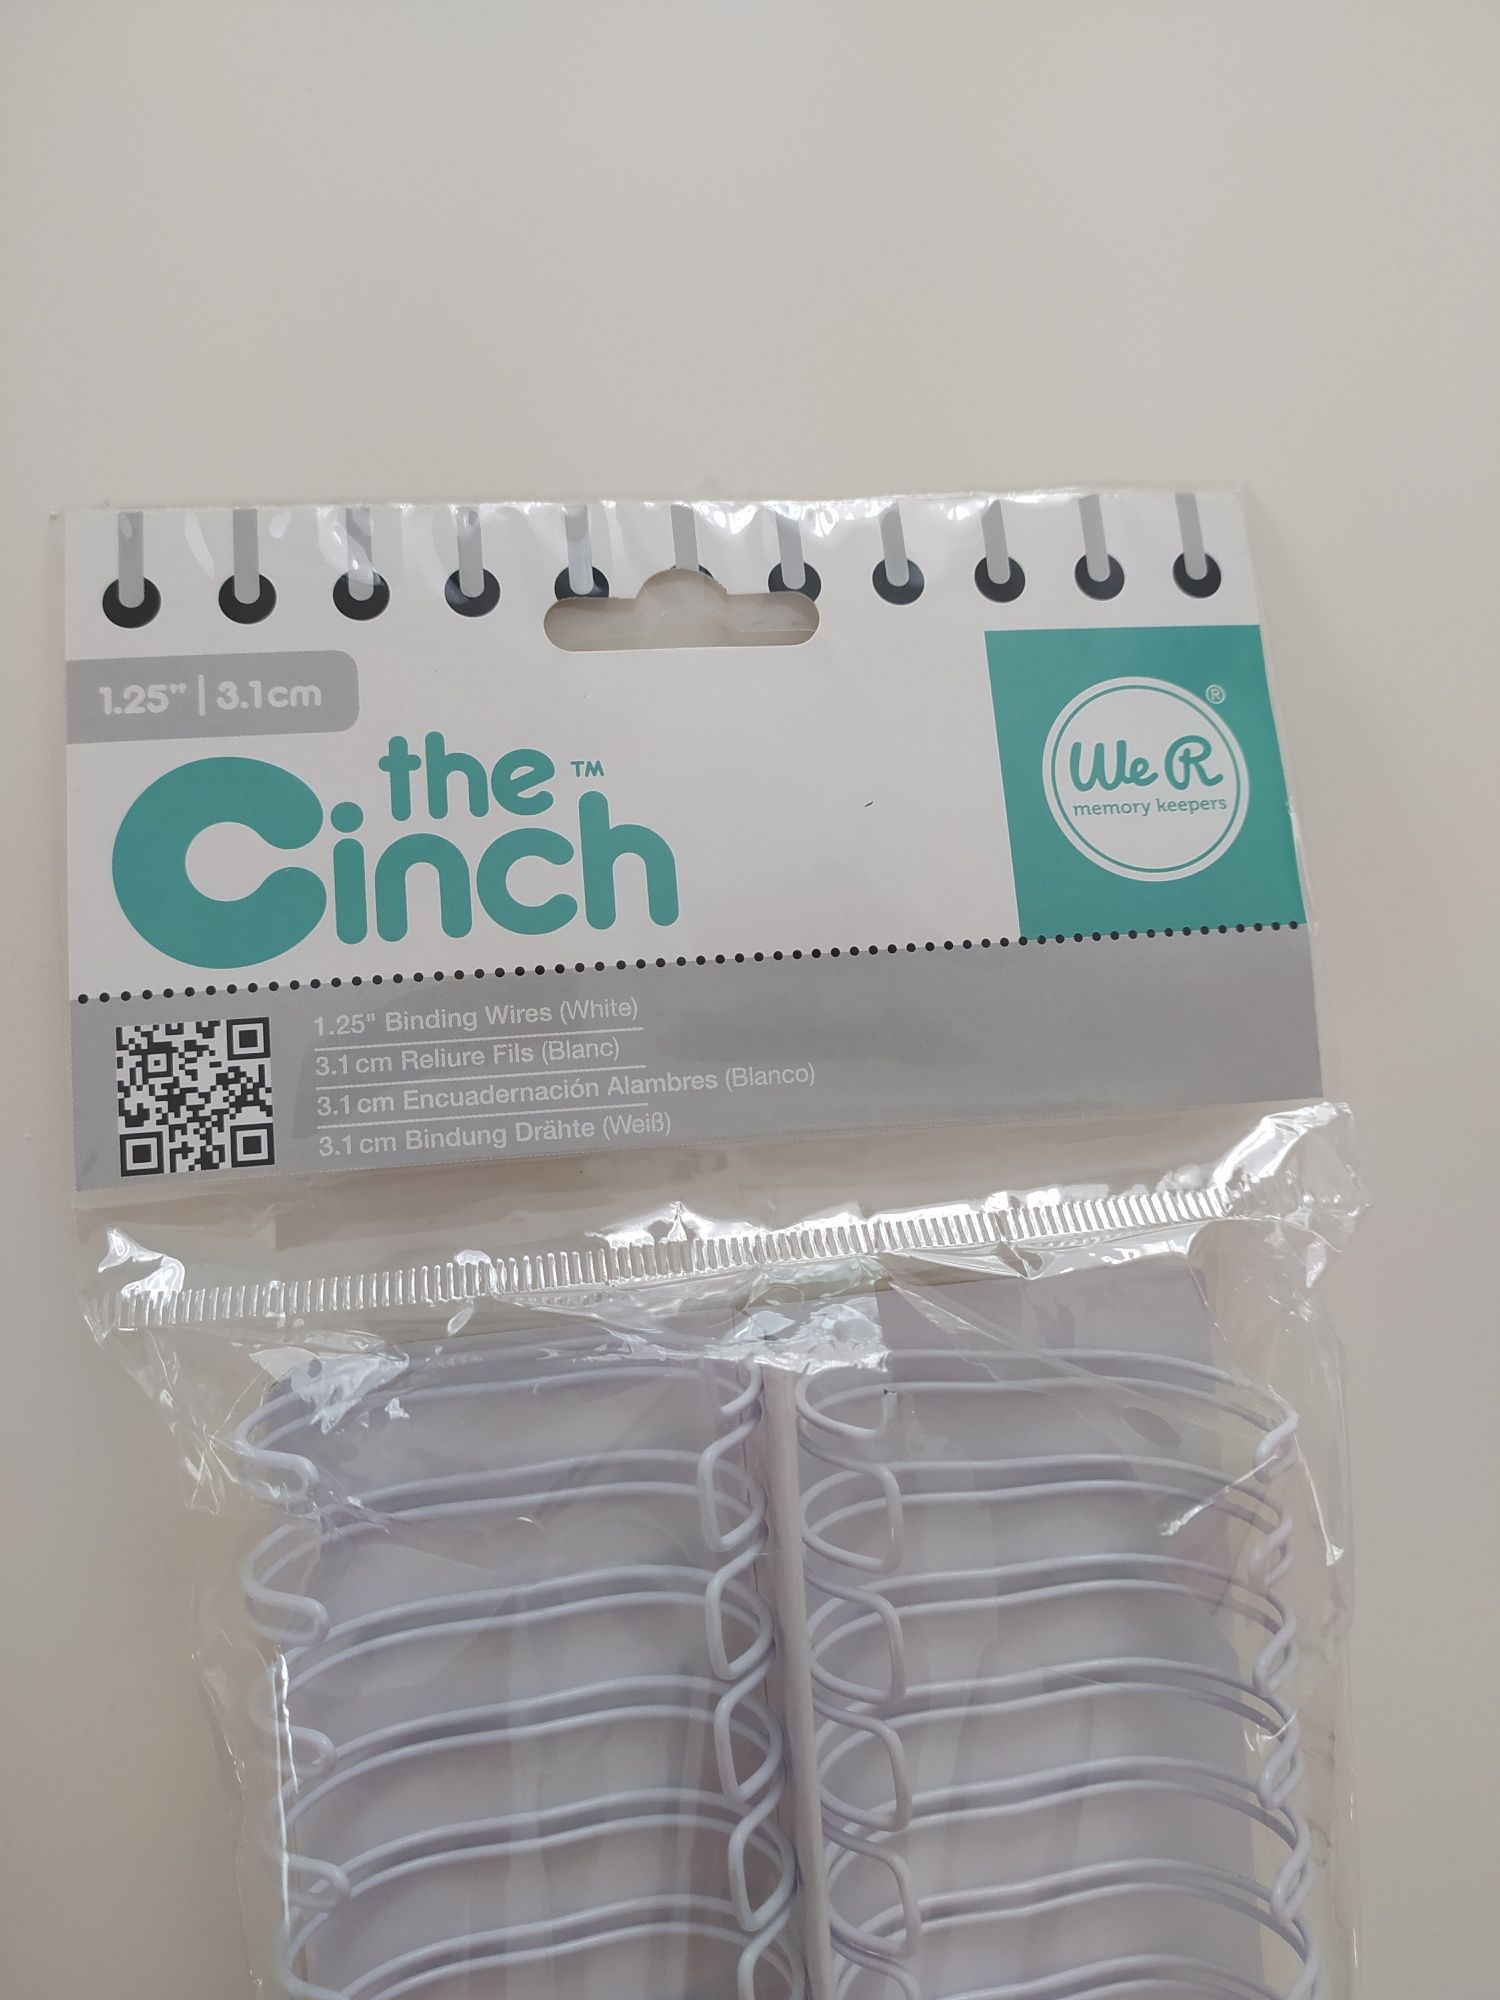 1.25" | 3.1cm
the™
Cinch
We R®
memory keepers
1.25" Binding Wires (White)
3.1 cm Reliure Fils (Blanc)
3.1 cm Encuadernación Alambres (Blanco)
3.1 cm Bindung Drähte (Weiß)